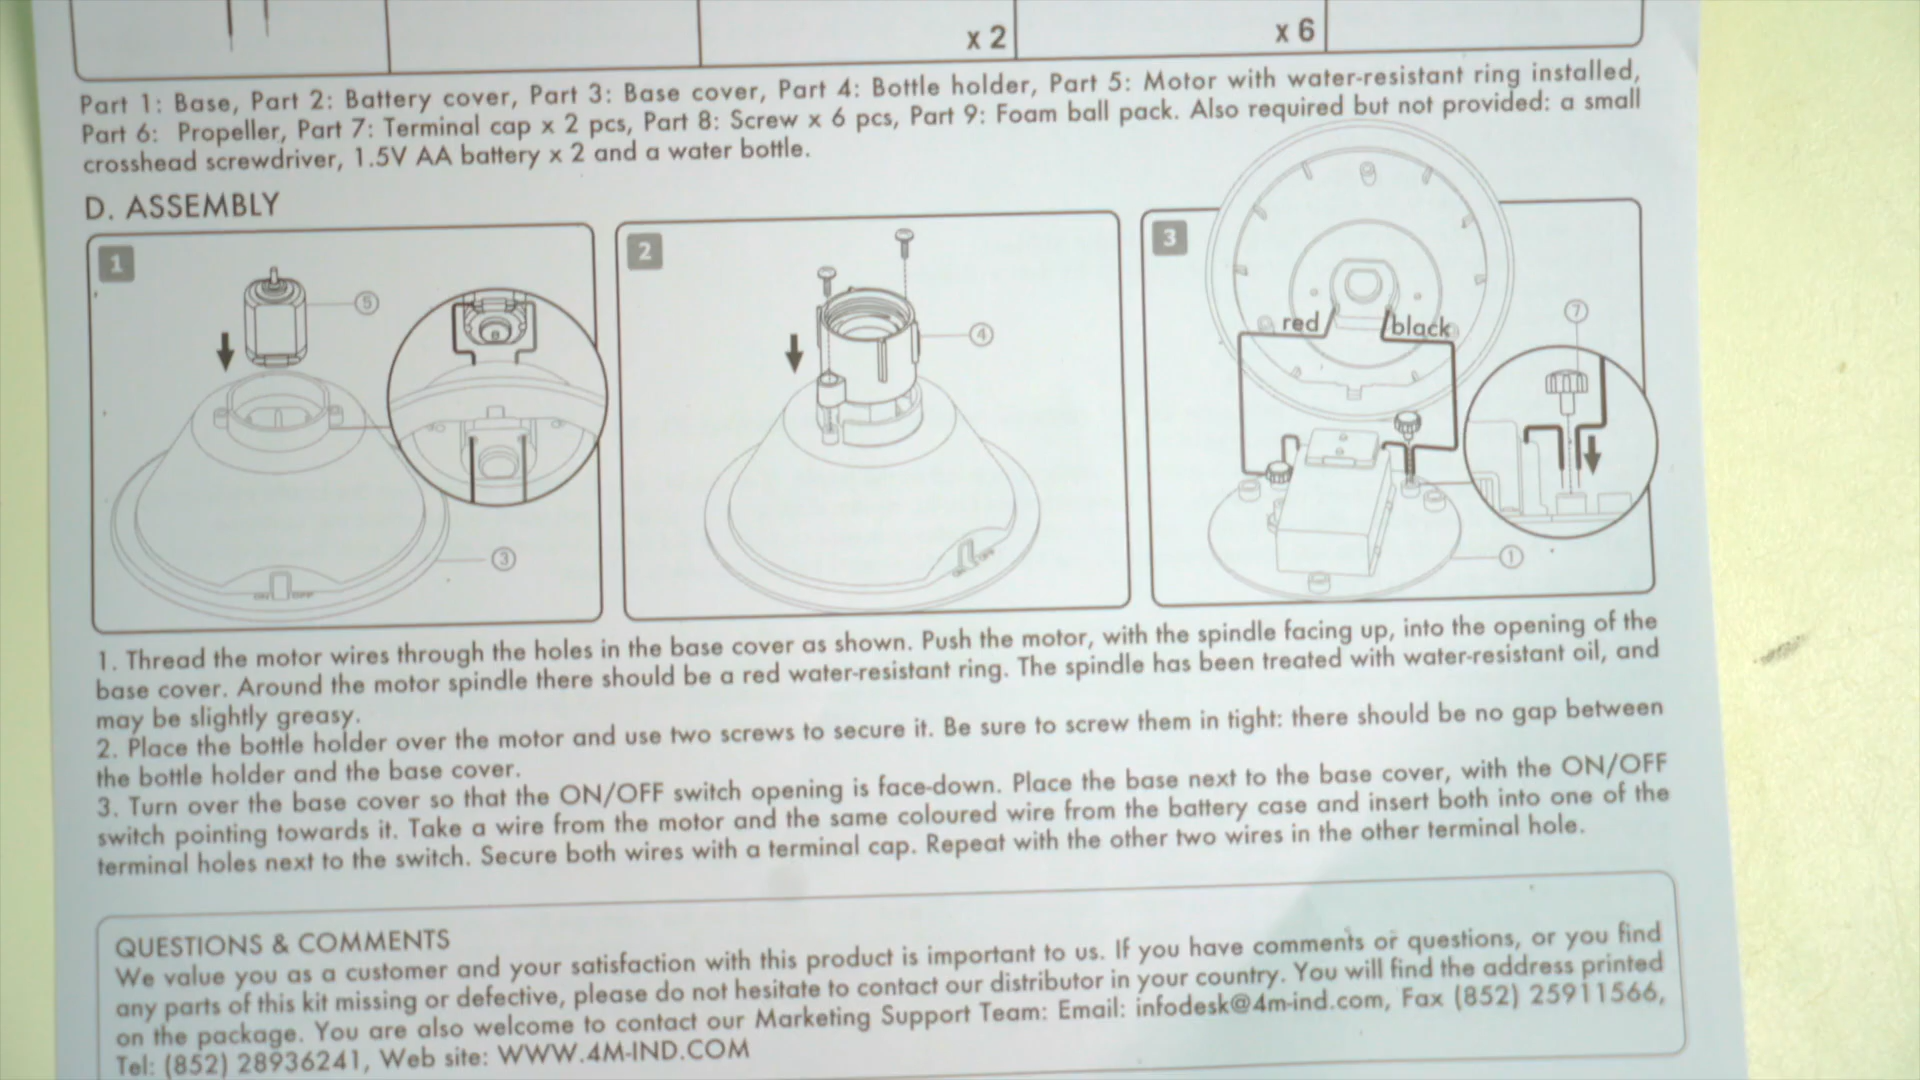 x 2
x 6
Part 1: Base, Part 2: Battery cover, Part 3: Base cover, Part 4: Bottle holder, Part 5: Motor with water-resistant ring installed,
Part 6: Propeller, Part 7: Terminal cap x 2 pcs, Part 8: Screw x 6 pcs, Part 9: Foam ball pack. Also required but not provided: a small
crosshead screwdriver, 1.5V AA battery x 2 and a water bottle.
D. ASSEMBLY
1
5
3
ON OFF
2
4
OFF
3
red
black
7
1
1. Thread the motor wires through the holes in the base cover as shown. Push the motor, with the spindle facing up, into the opening of the
base cover. Around the motor spindle there should be a red water-resistant ring. The spindle has been treated with water-resistant oil, and
may be slightly greasy.
2. Place the bottle holder over the motor and use two screws to secure it. Be sure to screw them in tight: there should be no gap between
the bottle holder and the base cover.
3. Turn over the base cover so that the ON/OFF switch opening is face-down. Place the base next to the base cover, with the ON/OFF
switch pointing towards it. Take a wire from the motor and the same coloured wire from the battery case and insert both into one of the
terminal holes next to the switch. Secure both wires with a terminal cap. Repeat with the other two wires in the other terminal hole.
QUESTIONS & COMMENTS
We value you as a customer and your satisfaction with this product is important to us. If you have comments or questions, or you find
any parts of this kit missing or defective, please do not hesitate to contact our distributor in your country. You will find the address printed
on the package. You are also welcome to contact our Marketing Support Team: Email: infodesk@4m-ind.com, Fax (852) 25911566,
Tel: (852) 28936241, Web site: WWW.4M-IND.COM